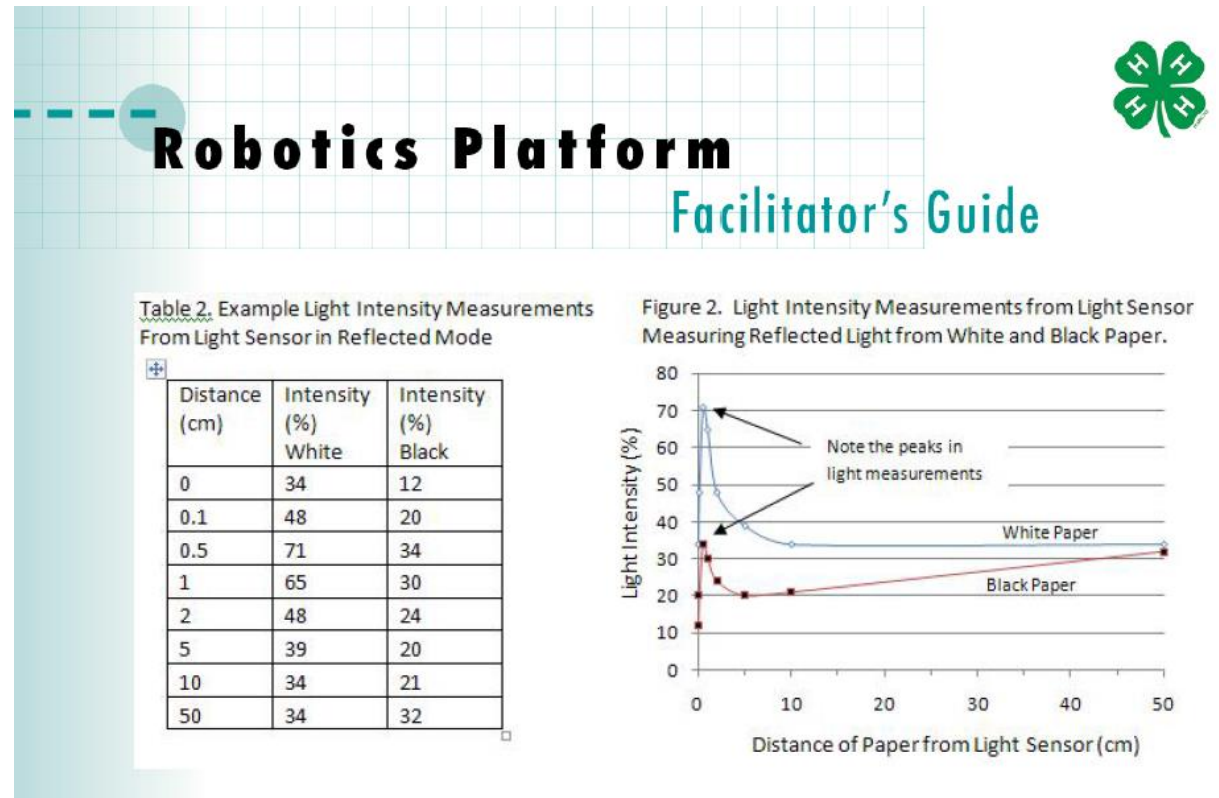 Robotics Platform
Facilitator's Guide
H H
H H
Table 2. Example Light Intensity Measurements
From Light Sensor in Reflected Mode
Distance (cm) Intensity (%) White Intensity (%) Black
0 34 12
0.1 48 20
0.5 71 34
1 65 30
2 48 24
5 39 20
10 34 21
50 34 32
Figure 2. Light Intensity Measurements from Light Sensor
Measuring Reflected Light from White and Black Paper.
Light Intensity (%)
80
70
60
50
40
30
20
10
0
Note the peaks in
light measurements
White Paper
Black Paper
0 10 20 30 40 50
Distance of Paper from Light Sensor (cm)